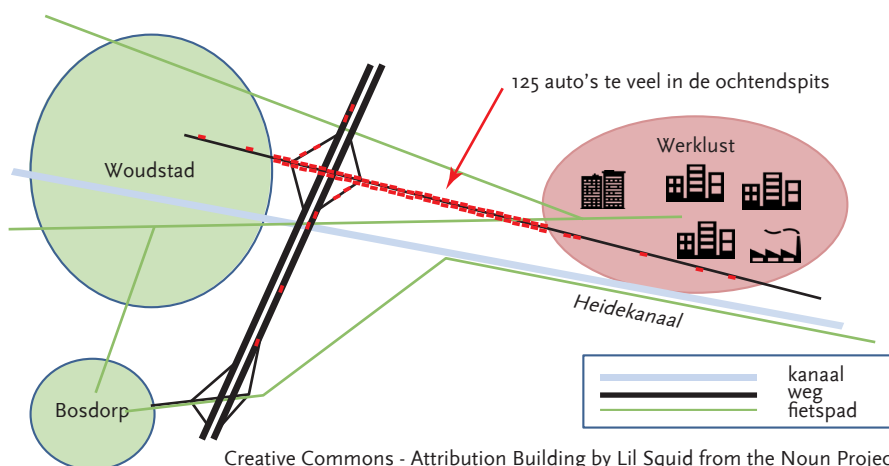 125 auto's te veel in de ochtendspits
Werklust
Woudstad
Heidekanaal
Bosdorp
kanaal
weg
fietspad
Creative Commons - Attribution Building by Lil Squid from the Noun Projec